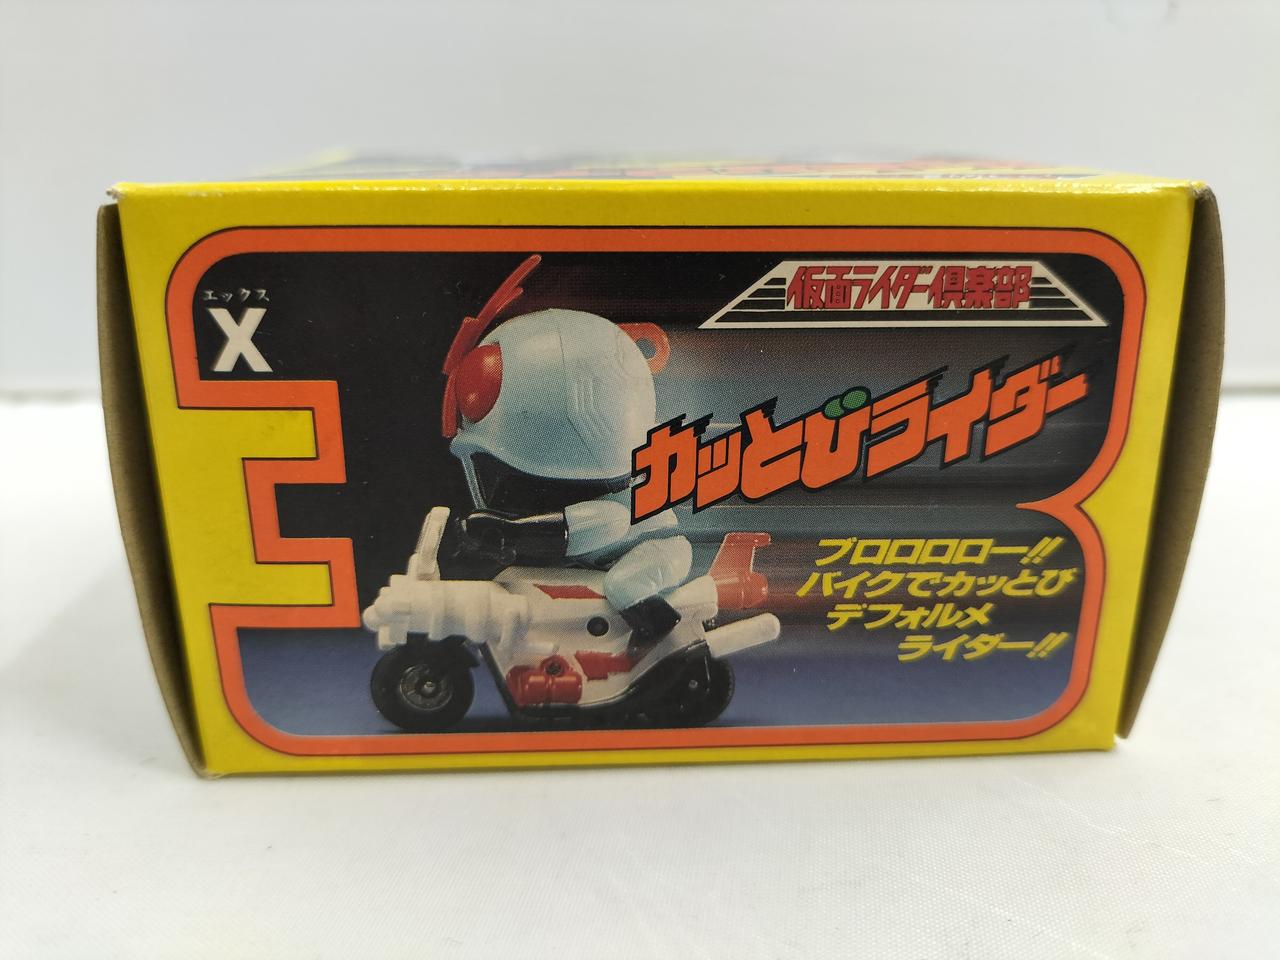 エックス
X
仮面ライダー倶楽部
カッとびライダー
ブロロロロー!!
バイクでカッとび
デフォルメ
ライダー!!